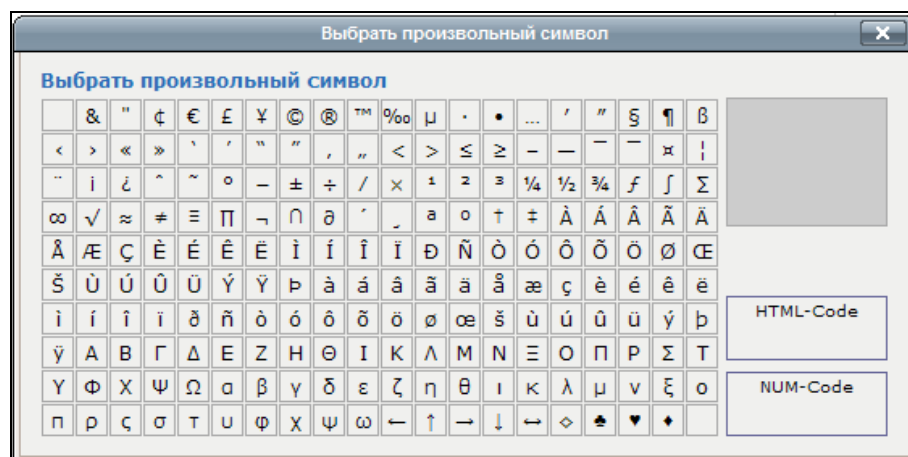 Выбрать произвольный символ
Выбрать произвольный символ
& " ¢ € £ ¥ © ® ™ ‰ µ · • … ′ ″ § ¶ ß
‹ › « » ‘ ’ “ ” ‚ „ < > ≤ ≥ – — ¯ ‾ ¤ ¦
¨ ¡ ¿ ˆ ˜ ° − ± ÷ ⁄ × ¹ ² ³ ¼ ½ ¾ ƒ ∫ ∑
∞ √ ≈ ≠ ≡ ∏ ¬ ∩ ∂ ´ ¸ ª º † ‡ À Á Â Ã Ä
Å Æ Ç È É Ê Ë Ì Í Î Ï Ð Ñ Ò Ó Ô Õ Ö Ø Œ
Š Ù Ú Û Ü Ý Ÿ Þ à á â ã ä å æ ç è é ê ë
ì í î ï ð ñ ò ó ô õ ö ø œ š ù ú û ü ý þ
ÿ Α Β Γ Δ Ε Ζ Η Θ Ι Κ Λ Μ Ν Ξ Ο Π Ρ Σ Τ
Υ Φ Χ Ψ Ω α β γ δ ε ζ η θ ι κ λ μ ν ξ ο
π ρ ς σ τ υ φ χ ψ ω ← ↑ → ↓ ↔ ◊ ♣ ♥ ♦
HTML-Code
NUM-Code